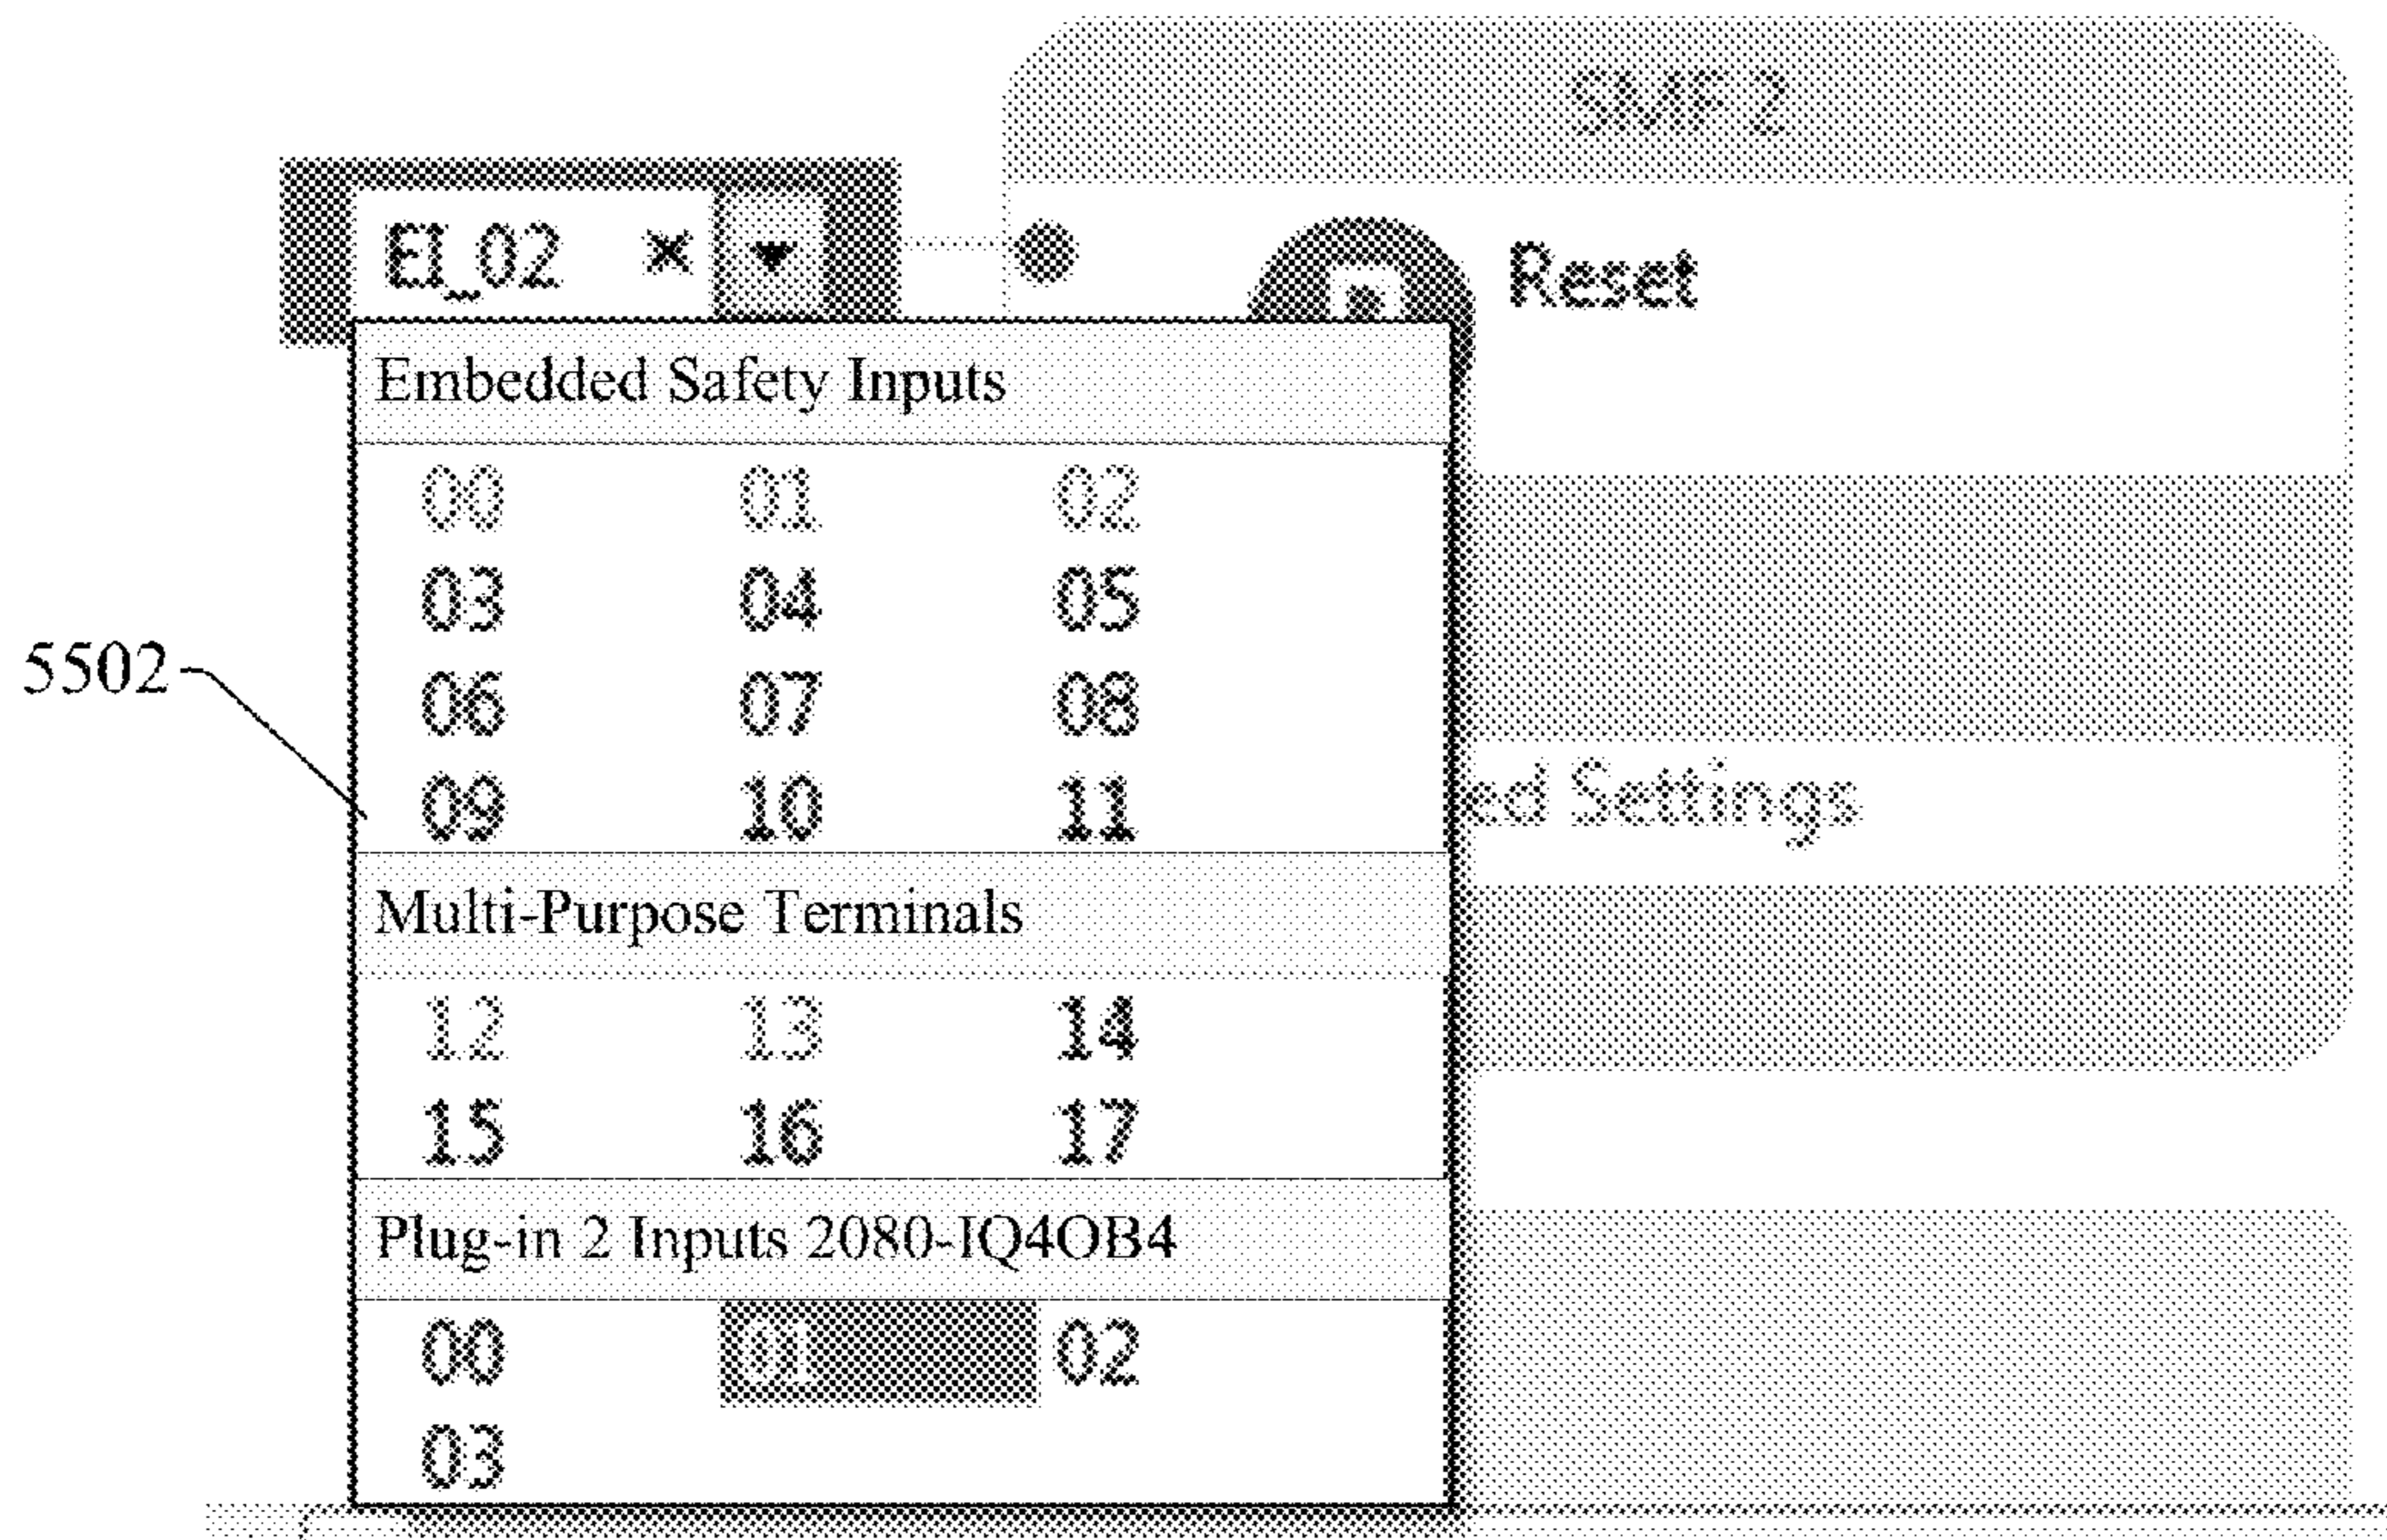 SMF 2
EI_02 × ▼
Reset
Embedded Safety Inputs
00 01 02
03 04 05
06 07 08
09 10 11
5502
ed Settings
Multi-Purpose Terminals
12 13 14
15 16 17
Plug-in 2 Inputs 2080-IQ4OB4
00 01 02
03